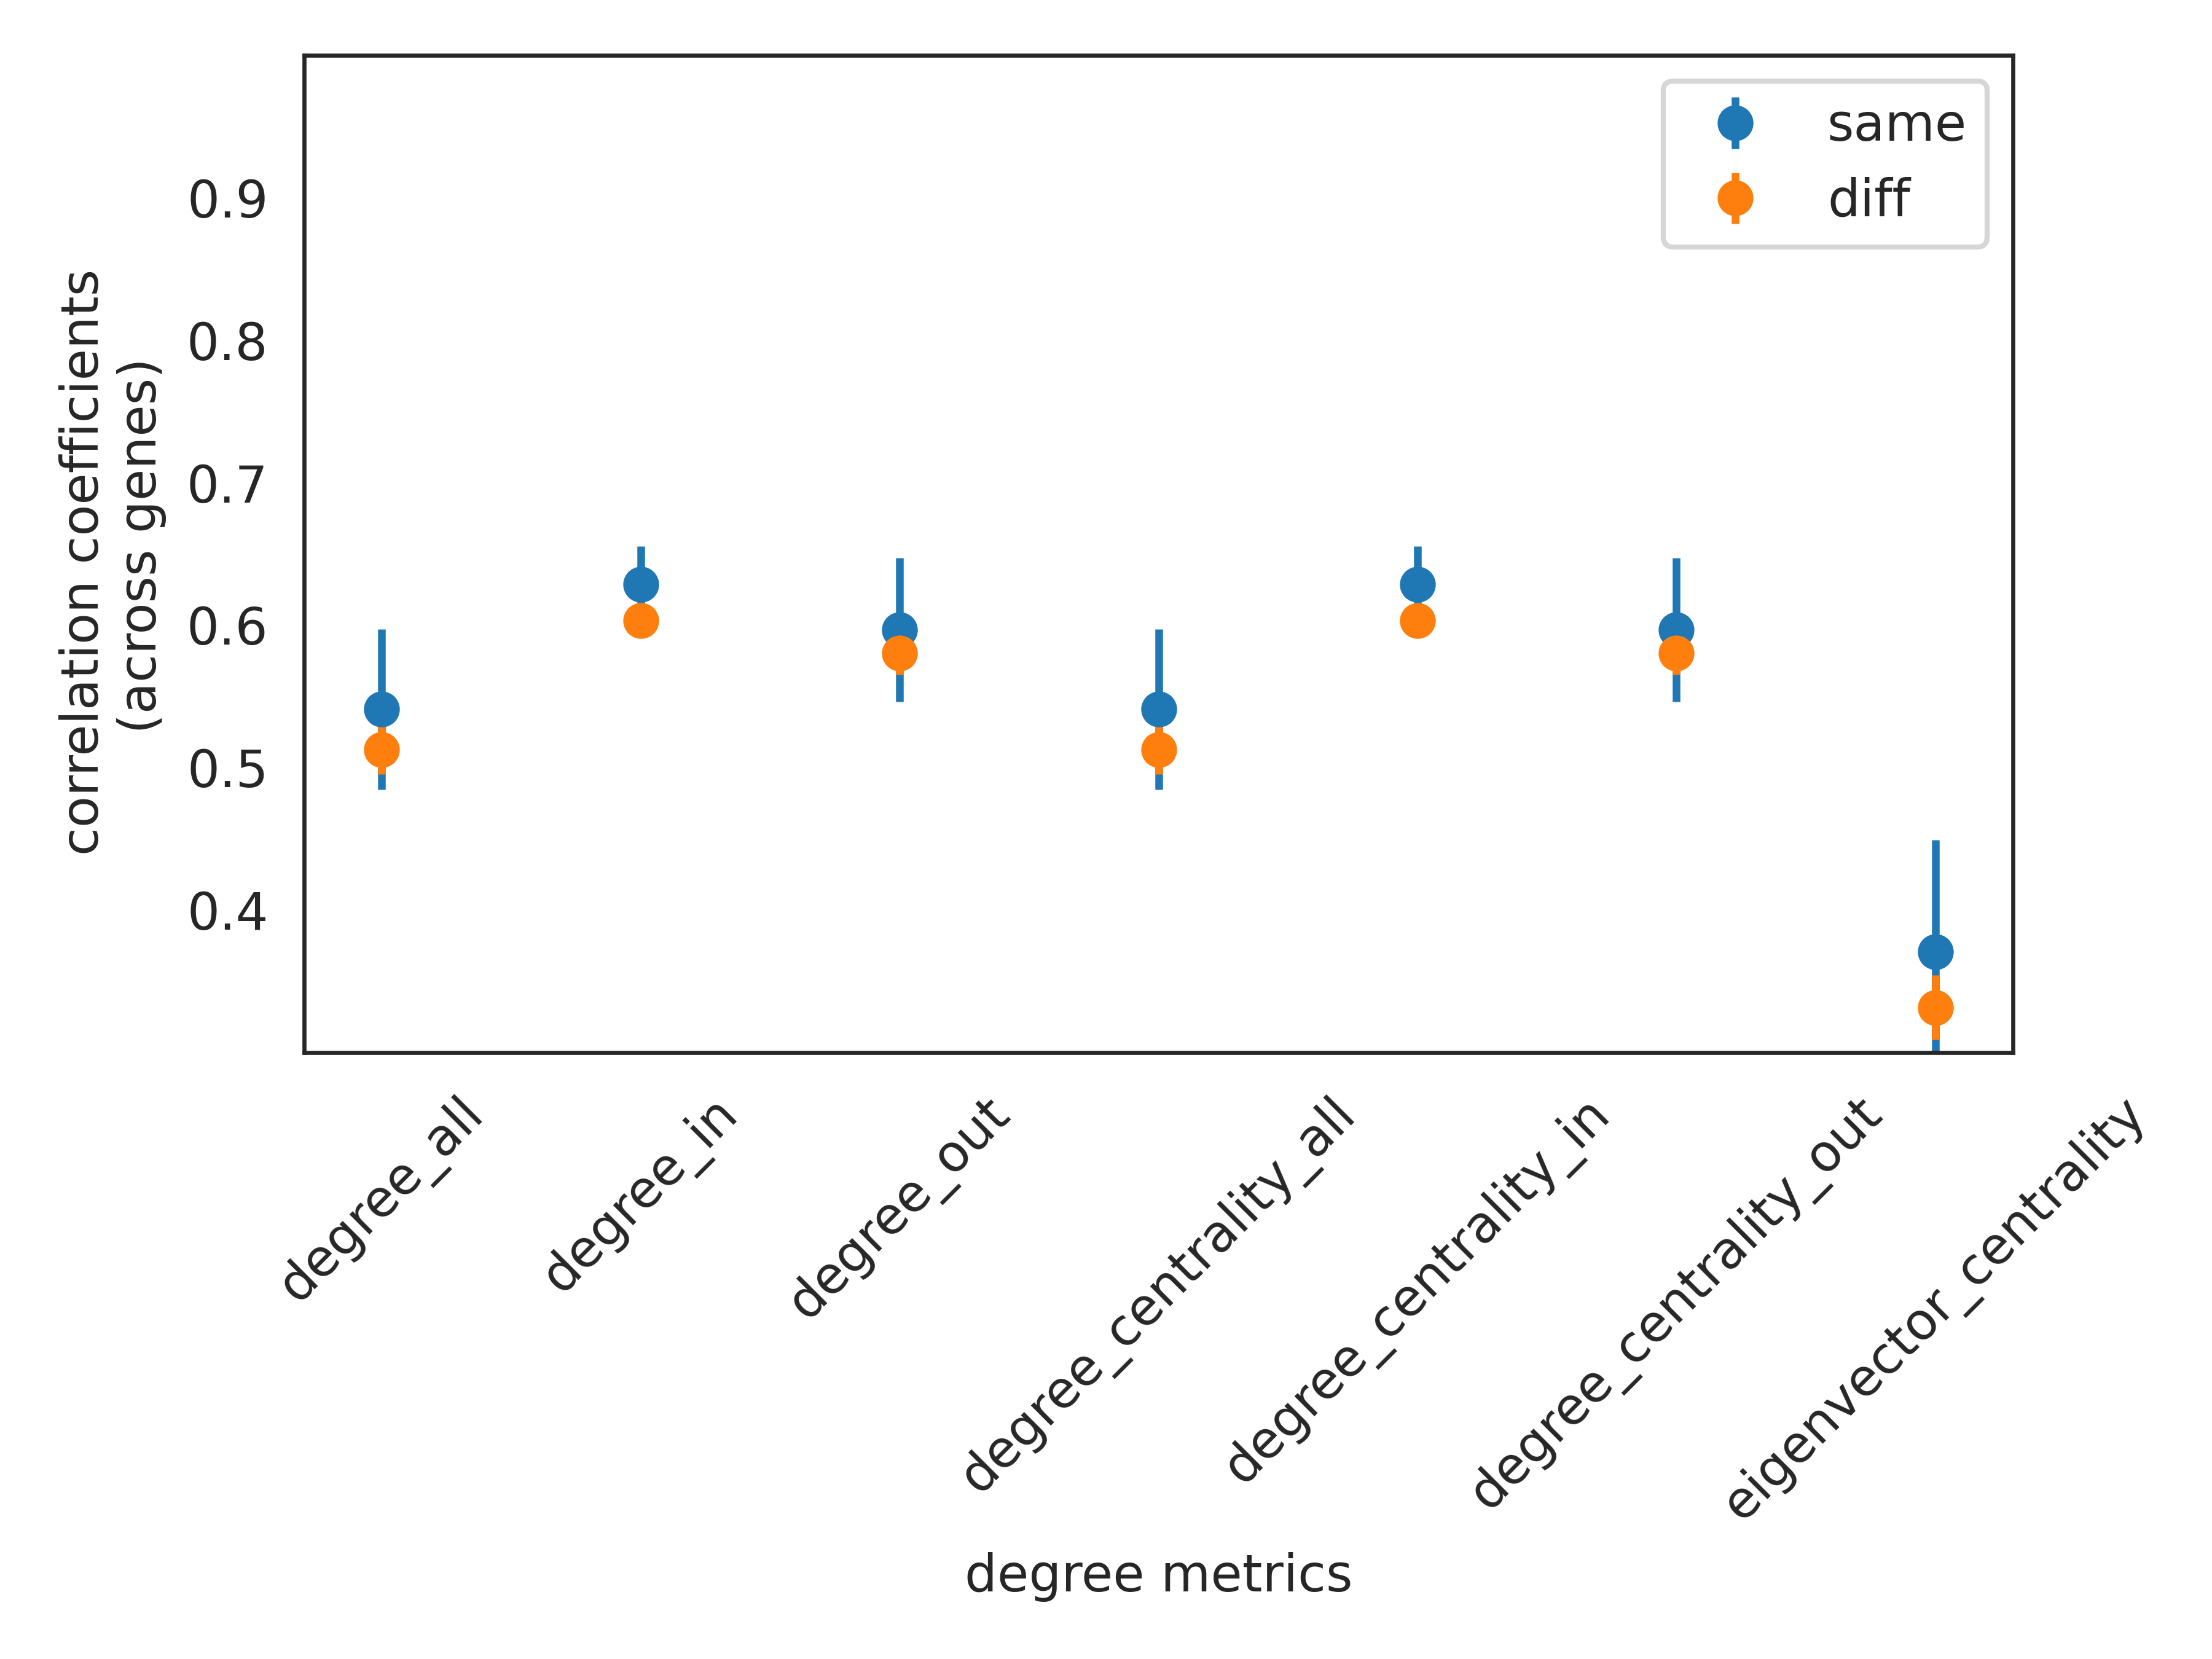 same
diff
0.9
0.8
0.7
0.6
0.5
0.4
correlation coefficients
(across genes)
degree_all
degree_in
degree_out
degree_centrality_all
degree_centrality_in
degree_centrality_out
eigenvector_centrality
degree metrics